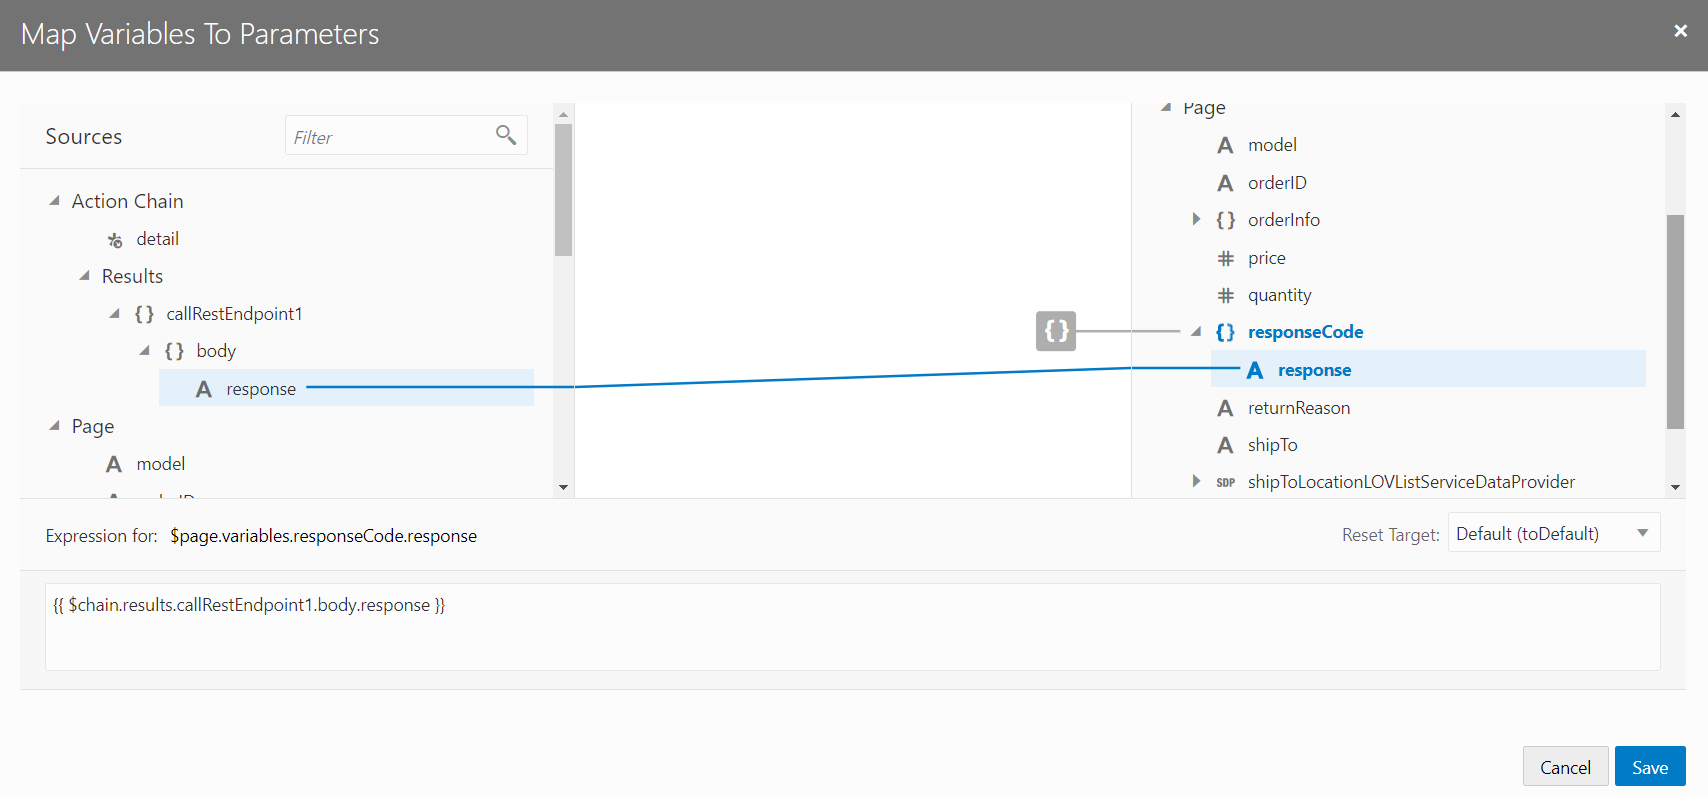 Map Variables To Parameters
Sources
Filter
Action Chain
detail
Results
{} callRestEndpoint1
{} body
A response
Page
A model
{}
Page
A model
A orderID
{} orderInfo
# price
# quantity
{} responseCode
A response
A returnReason
A shipTo
SDP shipToLocationLOVListServiceDataProvider
Expression for: $page.variables.responseCode.response
Reset Target: Default (toDefault)
{{ $chain.results.callRestEndpoint1.body.response }}
Cancel Save